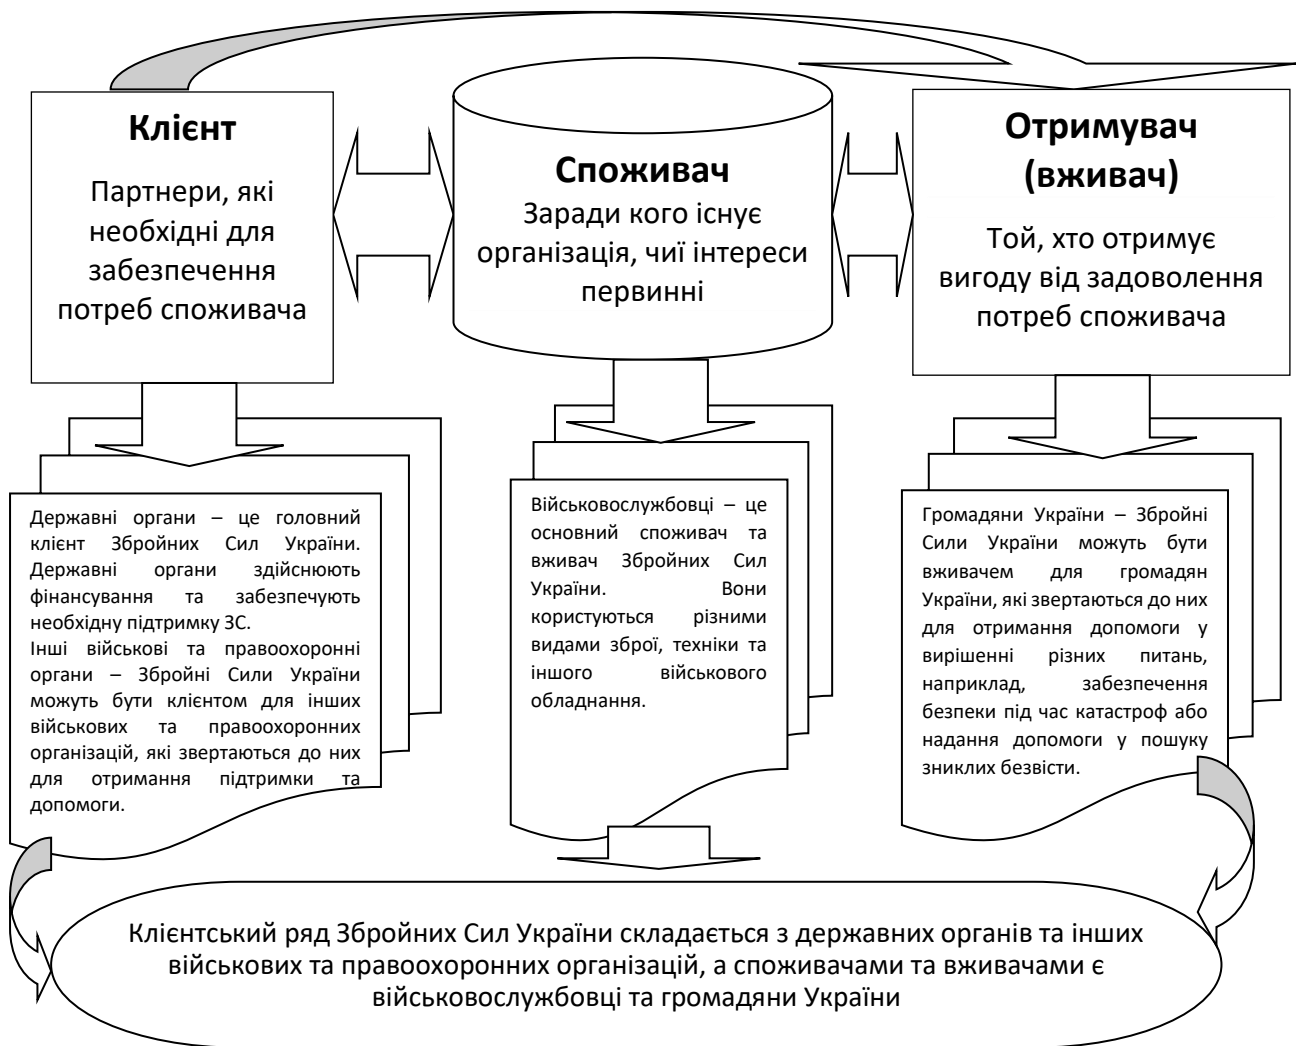 Клієнт
Партнери, які
необхідні для
забезпечення
потреб споживача
Споживач
Заради кого існує
організація, чиї інтереси
первинні
Отримувач
(вживач)
Той, хто отримує
вигоду від задоволення
потреб споживача
Державні органи – це головний
клієнт Збройних Сил України.
Державні органи здійснюють
фінансування та забезпечують
необхідну підтримку ЗС.
Інші військові та правоохоронні
органи – Збройні Сили України
можуть бути клієнтом для інших
військових та правоохоронних
організацій, які звертаються до них
для отримання підтримки та
допомоги.
Військовослужбовці – це
основний споживач та
вживач Збройних Сил
України. Вони
користуються різними
видами зброї, техніки та
іншого військового
обладнання.
Громадяни України – Збройні
Сили України можуть бути
вживачем для громадян
України, які звертаються до них
для отримання допомоги у
вирішенні різних питань,
наприклад, забезпечення
безпеки під час катастроф або
надання допомоги у пошуку
зниклих безвісти.
Клієнтський ряд Збройних Сил України складається з державних органів та інших
військових та правоохоронних організацій, а споживачами та вживачами є
військовослужбовці та громадяни України